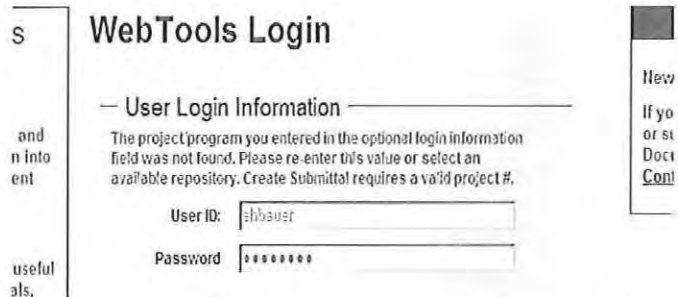 S
and
n into
ent
useful
als,
WebTools Login
User Login Information
The project/program you entered in the optional login information
field was not found. Please re-enter this value or select an
available repository. Create Submittal requires a valid project #.
User ID: ahbauer
Password ********
New
If yo
or su
Docu
Cont